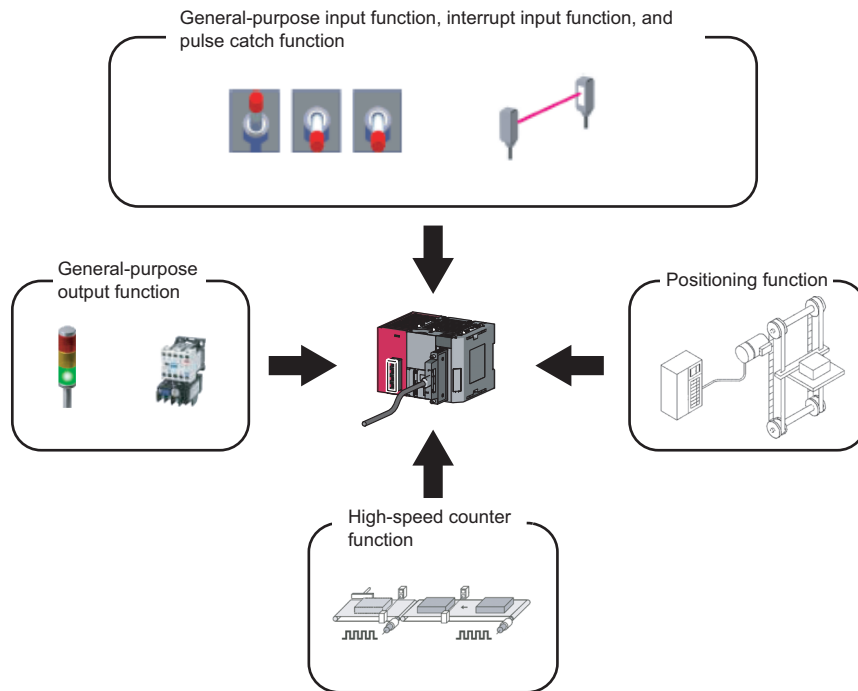 General-purpose input function, interrupt input function, and
pulse catch function
General-purpose
output function
Positioning function
High-speed counter
function